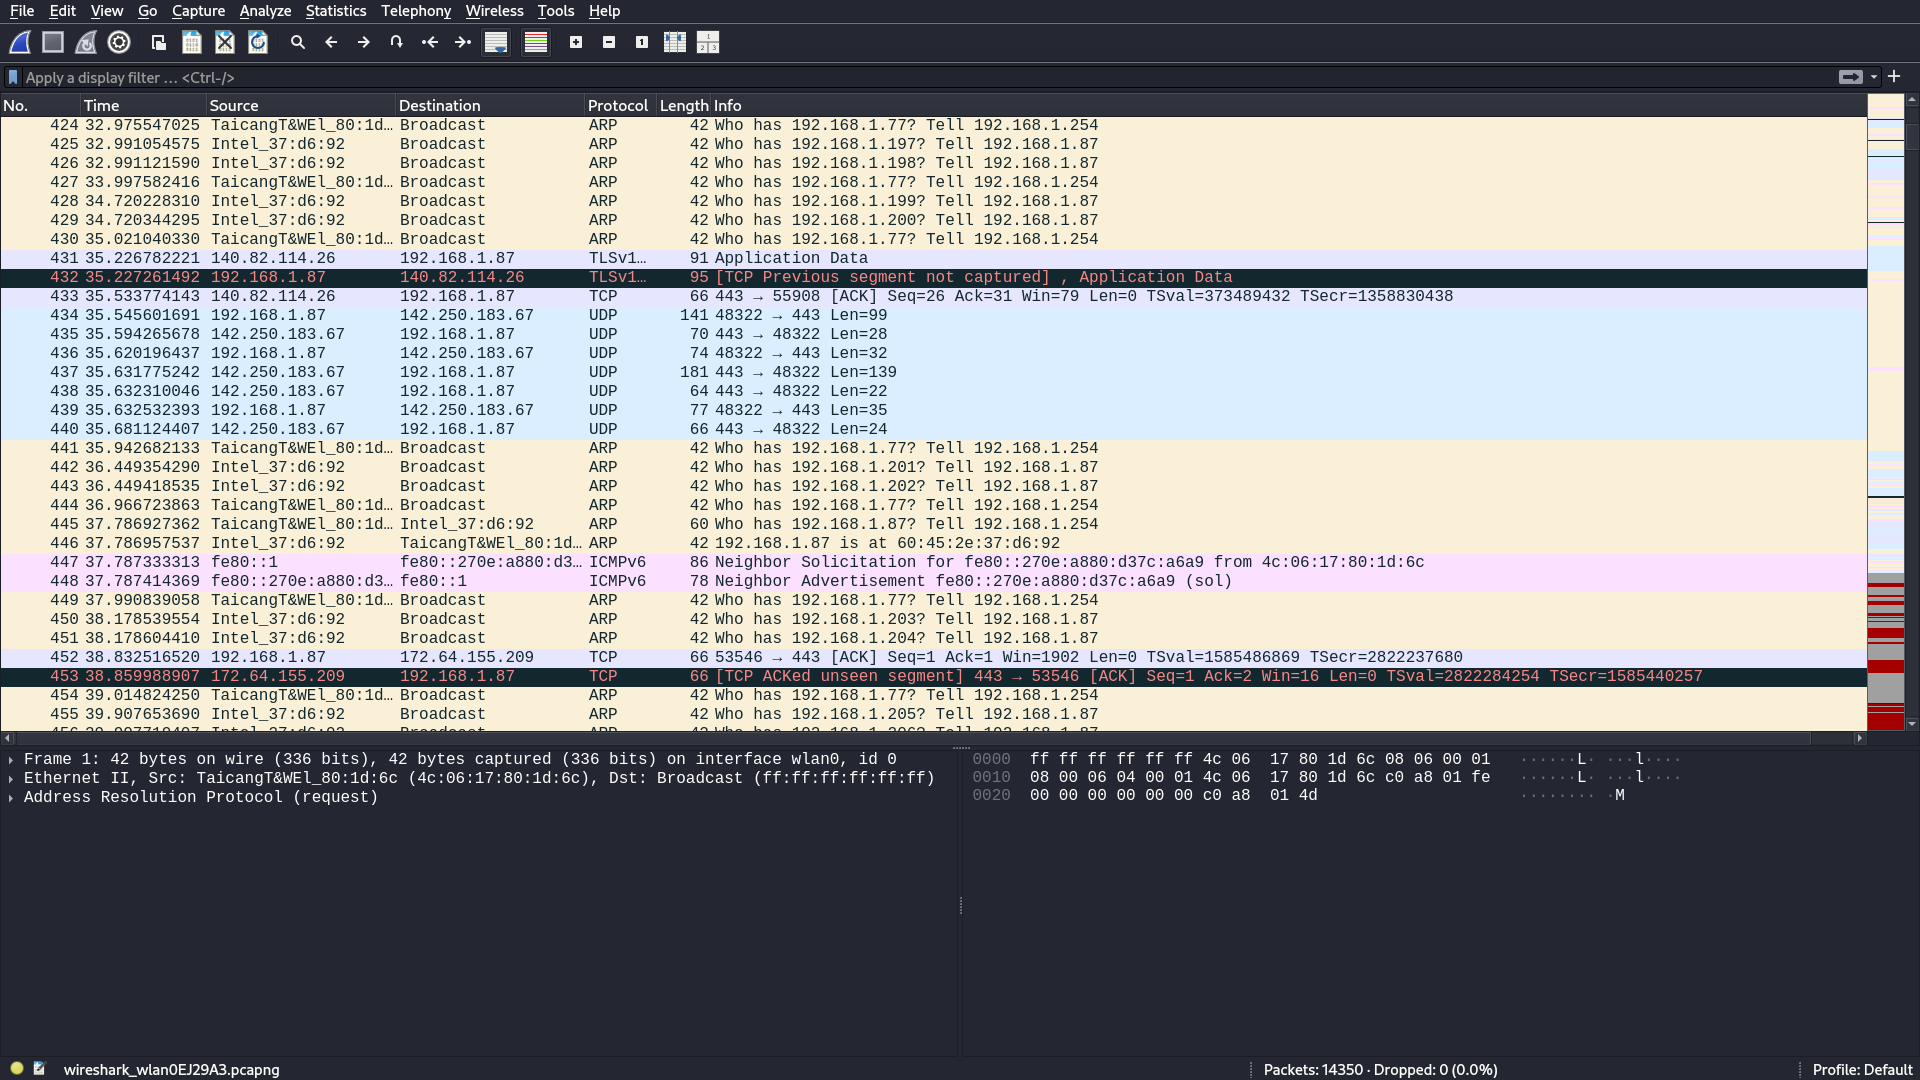 File Edit View Go Capture Analyze Statistics Telephony Wireless Tools Help
Apply a display filter … <Ctrl-/>
No. Time Source Destination Protocol Length Info
424 32.975547025 TaicangT&WEl_80:1d… Broadcast ARP 42 Who has 192.168.1.77? Tell 192.168.1.254
425 32.991054575 Intel_37:d6:92 Broadcast ARP 42 Who has 192.168.1.197? Tell 192.168.1.87
426 32.991121590 Intel_37:d6:92 Broadcast ARP 42 Who has 192.168.1.198? Tell 192.168.1.87
427 33.997582416 TaicangT&WEl_80:1d… Broadcast ARP 42 Who has 192.168.1.77? Tell 192.168.1.254
428 34.720228310 Intel_37:d6:92 Broadcast ARP 42 Who has 192.168.1.199? Tell 192.168.1.87
429 34.720344295 Intel_37:d6:92 Broadcast ARP 42 Who has 192.168.1.200? Tell 192.168.1.87
430 35.021040330 TaicangT&WEl_80:1d… Broadcast ARP 42 Who has 192.168.1.77? Tell 192.168.1.254
431 35.226782221 140.82.114.26 192.168.1.87 TLSv1… 91 Application Data
432 35.227261492 192.168.1.87 140.82.114.26 TLSv1… 95 [TCP Previous segment not captured] , Application Data
433 35.533774143 140.82.114.26 192.168.1.87 TCP 66 443 → 55908 [ACK] Seq=26 Ack=31 Win=79 Len=0 TSval=373489432 TSecr=1358830438
434 35.545601691 192.168.1.87 142.250.183.67 UDP 141 48322 → 443 Len=99
435 35.594265678 142.250.183.67 192.168.1.87 UDP 70 443 → 48322 Len=28
436 35.620196437 192.168.1.87 142.250.183.67 UDP 74 48322 → 443 Len=32
437 35.631775242 142.250.183.67 192.168.1.87 UDP 181 443 → 48322 Len=139
438 35.632310046 142.250.183.67 192.168.1.87 UDP 64 443 → 48322 Len=22
439 35.632532393 192.168.1.87 142.250.183.67 UDP 77 48322 → 443 Len=35
440 35.681124407 142.250.183.67 192.168.1.87 UDP 66 443 → 48322 Len=24
441 35.942682133 TaicangT&WEl_80:1d… Broadcast ARP 42 Who has 192.168.1.77? Tell 192.168.1.254
442 36.449354290 Intel_37:d6:92 Broadcast ARP 42 Who has 192.168.1.201? Tell 192.168.1.87
443 36.449418535 Intel_37:d6:92 Broadcast ARP 42 Who has 192.168.1.202? Tell 192.168.1.87
444 36.966723863 TaicangT&WEl_80:1d… Broadcast ARP 42 Who has 192.168.1.77? Tell 192.168.1.254
445 37.786927362 TaicangT&WEl_80:1d… Intel_37:d6:92 ARP 60 Who has 192.168.1.87? Tell 192.168.1.254
446 37.786957537 Intel_37:d6:92 TaicangT&WEl_80:1d… ARP 42 192.168.1.87 is at 60:45:2e:37:d6:92
447 37.787333313 fe80::1 fe80::270e:a880:d3… ICMPv6 86 Neighbor Solicitation for fe80::270e:a880:d37c:a6a9 from 4c:06:17:80:1d:6c
448 37.787414369 fe80::270e:a880:d3… fe80::1 ICMPv6 78 Neighbor Advertisement fe80::270e:a880:d37c:a6a9 (sol)
449 37.990839058 TaicangT&WEl_80:1d… Broadcast ARP 42 Who has 192.168.1.77? Tell 192.168.1.254
450 38.178539554 Intel_37:d6:92 Broadcast ARP 42 Who has 192.168.1.203? Tell 192.168.1.87
451 38.178604410 Intel_37:d6:92 Broadcast ARP 42 Who has 192.168.1.204? Tell 192.168.1.87
452 38.832516520 192.168.1.87 172.64.155.209 TCP 66 53546 → 443 [ACK] Seq=1 Ack=1 Win=1902 Len=0 TSval=1585486869 TSecr=2822237680
453 38.859988907 172.64.155.209 192.168.1.87 TCP 66 [TCP ACKed unseen segment] 443 → 53546 [ACK] Seq=1 Ack=2 Win=16 Len=0 TSval=2822284254 TSecr=1585440257
454 39.014824250 TaicangT&WEl_80:1d… Broadcast ARP 42 Who has 192.168.1.77? Tell 192.168.1.254
455 39.907653690 Intel_37:d6:92 Broadcast ARP 42 Who has 192.168.1.205? Tell 192.168.1.87
Frame 1: 42 bytes on wire (336 bits), 42 bytes captured (336 bits) on interface wlan0, id 0
Ethernet II, Src: TaicangT&WEl_80:1d:6c (4c:06:17:80:1d:6c), Dst: Broadcast (ff:ff:ff:ff:ff:ff)
Address Resolution Protocol (request)
0000 ff ff ff ff ff ff 4c 06 17 80 1d 6c 08 06 00 01 ······L· ···l····
0010 08 00 06 04 00 01 4c 06 17 80 1d 6c c0 a8 01 fe ······L· ···l····
0020 00 00 00 00 00 00 c0 a8 01 4d ········ ·M
wireshark_wlan0EJ29A3.pcapng
Packets: 14350 · Dropped: 0 (0.0%)
Profile: Default